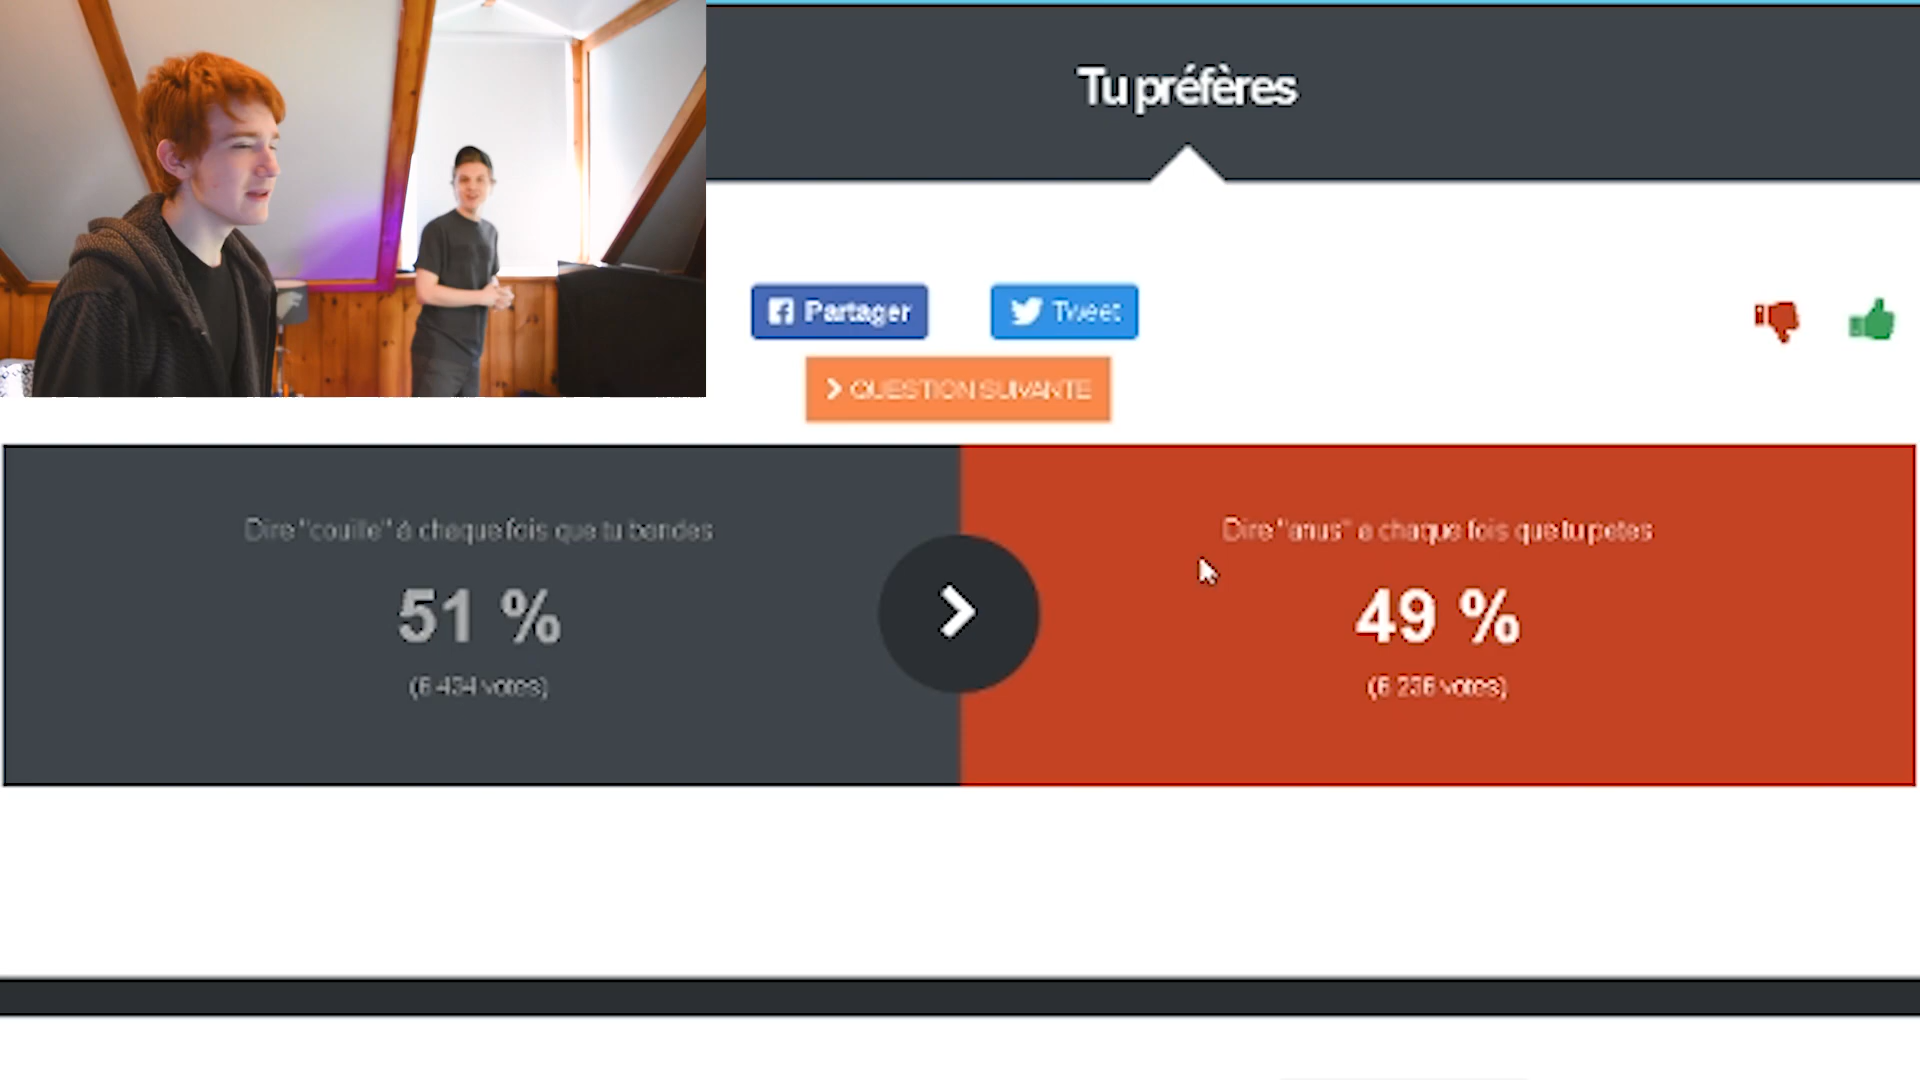 Tu préfères
Partager
Tweet
QUESTION SUIVANTE
Dire "couille" à chaque fois que tu bandes
51 %
(6 434 votes)
Dire "anus" a chaque fois que tu petes
49 %
(6 236 votes)